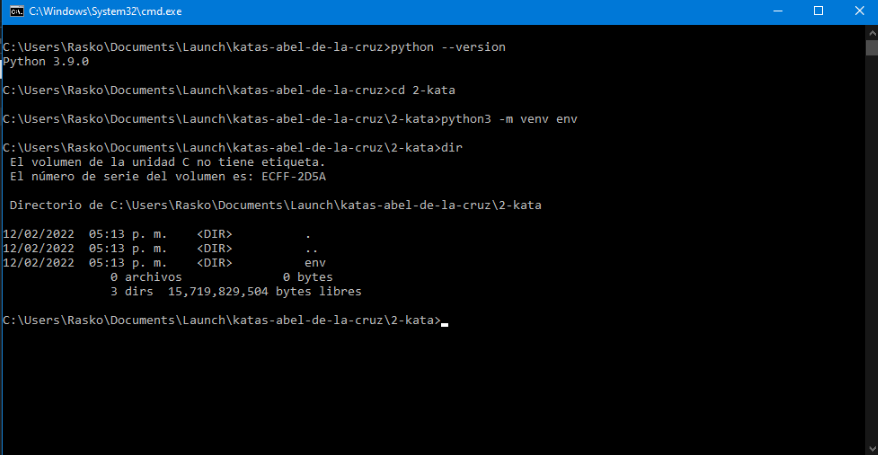 C:\Windows\System32\cmd.exe
C:\Users\Rasko\Documents\Launch\katas-abel-de-la-cruz>python --version
Python 3.9.0
C:\Users\Rasko\Documents\Launch\katas-abel-de-la-cruz>cd 2-kata
C:\Users\Rasko\Documents\Launch\katas-abel-de-la-cruz\2-kata>python3 -m venv env
C:\Users\Rasko\Documents\Launch\katas-abel-de-la-cruz\2-kata>dir
El volumen de la unidad C no tiene etiqueta.
El número de serie del volumen es: ECFF-2D5A
Directorio de C:\Users\Rasko\Documents\Launch\katas-abel-de-la-cruz\2-kata
12/02/2022  05:13 p. m.    <DIR>          .
12/02/2022  05:13 p. m.    <DIR>          ..
12/02/2022  05:13 p. m.    <DIR>          env
0 archivos              0 bytes
3 dirs  15,719,829,504 bytes libres
C:\Users\Rasko\Documents\Launch\katas-abel-de-la-cruz\2-kata>